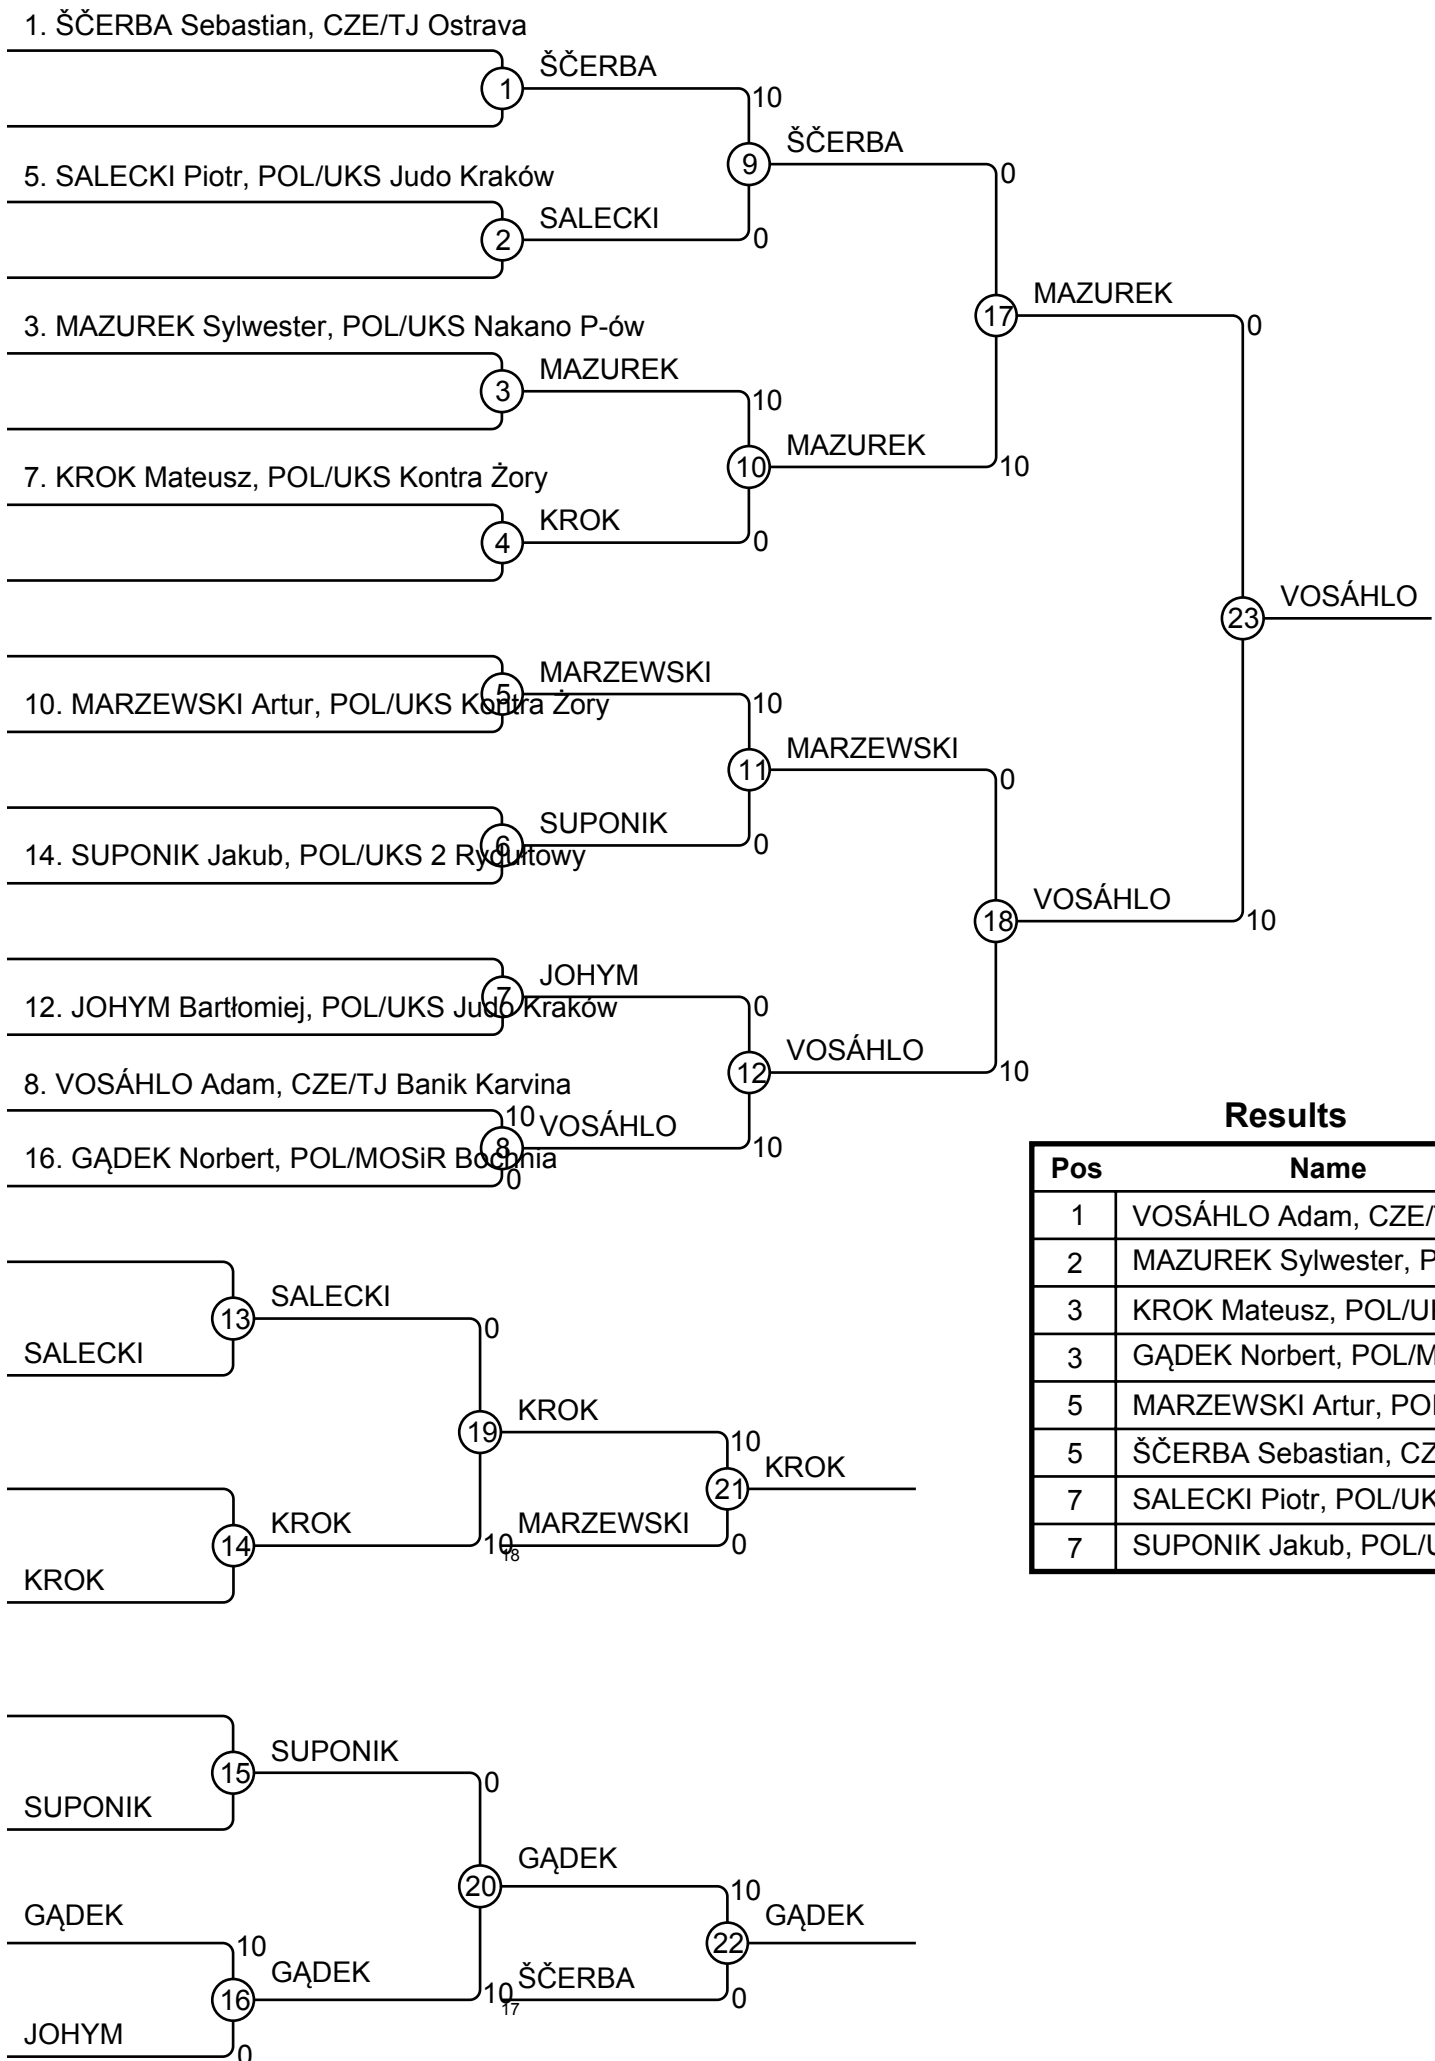 1. ŠČERBA Sebastian, CZE/TJ Ostrava
1
ŠČERBA
10
9
ŠČERBA
0
5. SALECKI Piotr, POL/UKS Judo Kraków
2
SALECKI
0
17
MAZUREK
0
3. MAZUREK Sylwester, POL/UKS Nakano P-ów
3
MAZUREK
10
10
MAZUREK
10
7. KROK Mateusz, POL/UKS Kontra Żory
4
KROK
0
23
VOSÁHLO
5
MARZEWSKI
10
10. MARZEWSKI Artur, POL/UKS Kontra Żory
11
MARZEWSKI
0
6
SUPONIK
0
14. SUPONIK Jakub, POL/UKS 2 Rydułtowy
18
VOSÁHLO
10
7
JOHYM
0
12. JOHYM Bartłomiej, POL/UKS Judo Kraków
12
VOSÁHLO
10
8. VOSÁHLO Adam, CZE/TJ Banik Karvina
10
8
VOSÁHLO
10
16. GĄDEK Norbert, POL/MOSiR Bochnia
0
Results
Pos Name
1 VOSÁHLO Adam, CZE/
2 MAZUREK Sylwester, P
3 KROK Mateusz, POL/U
3 GĄDEK Norbert, POL/M
5 MARZEWSKI Artur, PO
5 ŠČERBA Sebastian, CZ
7 SALECKI Piotr, POL/UK
7 SUPONIK Jakub, POL/U
13
SALECKI
0
SALECKI
19
KROK
10
21
KROK
14
KROK
10
18
MARZEWSKI
0
KROK
15
SUPONIK
0
SUPONIK
20
GĄDEK
10
22
GĄDEK
GĄDEK
10
16
GĄDEK
10
17
ŠČERBA
0
JOHYM
0